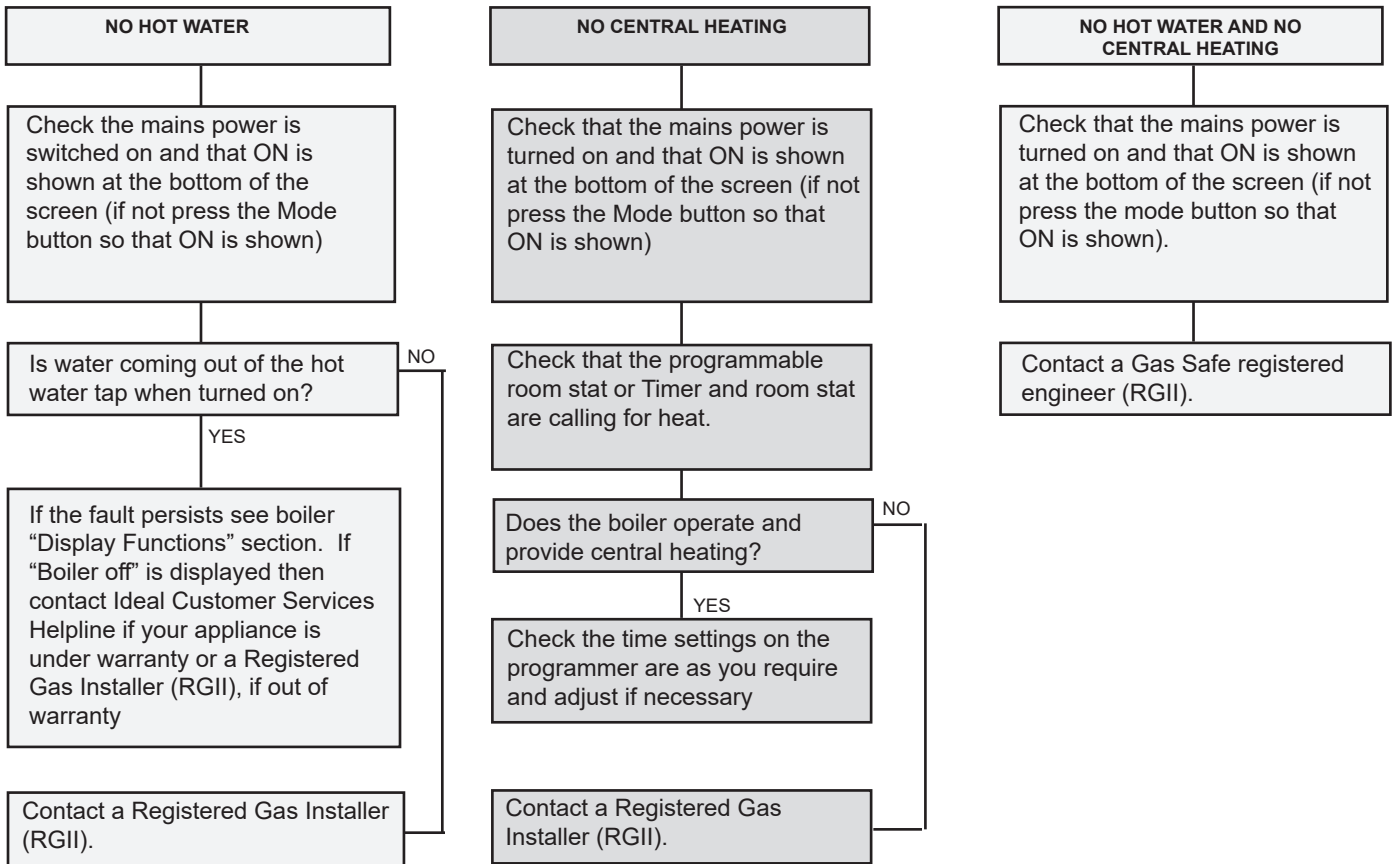 NO HOT WATER
Check the mains power is
switched on and that ON is
shown at the bottom of the
screen (if not press the Mode
button so that ON is shown)
Is water coming out of the hot
water tap when turned on?
NO
YES
If the fault persists see boiler
“Display Functions” section.  If
“Boiler off” is displayed then
contact Ideal Customer Services
Helpline if your appliance is
under warranty or a Registered
Gas Installer (RGII), if out of
warranty
Contact a Registered Gas Installer
(RGII).
NO CENTRAL HEATING
Check that the mains power is
turned on and that ON is shown
at the bottom of the screen (if not
press the Mode button so that
ON is shown)
Check that the programmable
room stat or Timer and room stat
are calling for heat.
Does the boiler operate and
provide central heating?
NO
YES
Check the time settings on the
programmer are as you require
and adjust if necessary
Contact a Registered Gas
Installer (RGII).
NO HOT WATER AND NO
CENTRAL HEATING
Check that the mains power is
turned on and that ON is shown
at the bottom of the screen (if not
press the mode button so that
ON is shown).
Contact a Gas Safe registered
engineer (RGII).